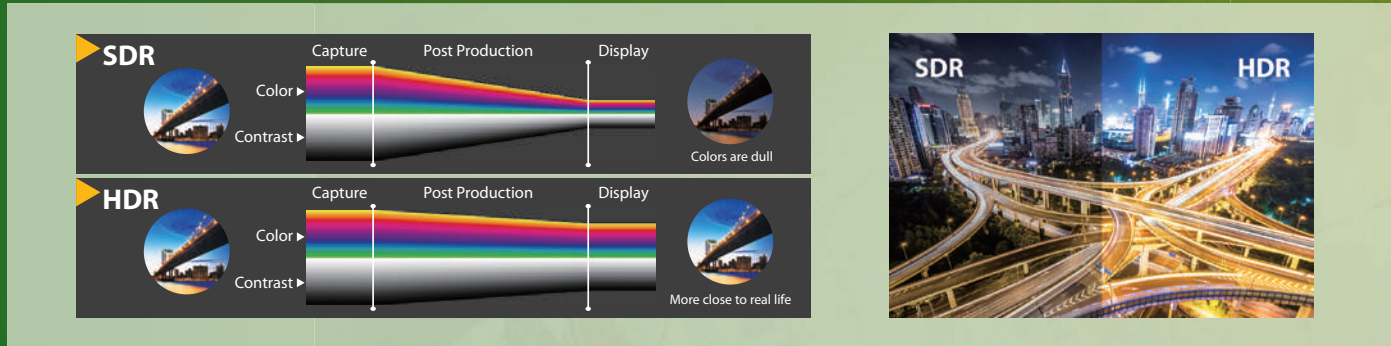 SDR
Capture Post Production Display
Color
Contrast
Colors are dull
HDR
Capture Post Production Display
Color
Contrast
More close to real life
SDR HDR